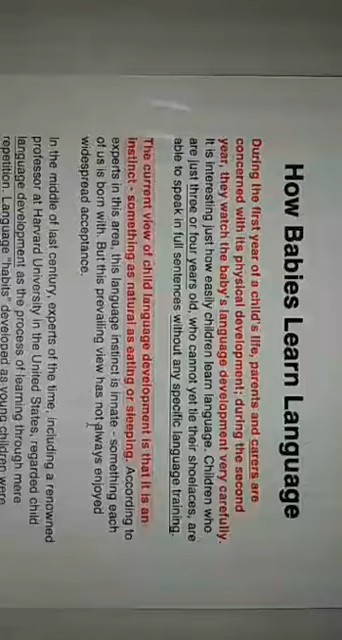 How Babies Learn Language
During the first year of a child's life, parents and carers are
concerned with its physical development; during the second
year, they watch the baby's language development very carefully.
It is interesting just how easily children learn language. Children who
are just three or four years old, who cannot yet tie their shoelaces, are
able to speak in full sentences without any specific language training.
The current view of child language development is that it is an
instinct - something as natural as eating or sleeping. According to
experts in this area, this language instinct is innate - something each
of us is born with. But this prevailing view has not always enjoyed
widespread acceptance.
In the middle of last century, experts of the time, including a renowned
professor at Harvard University in the United States, regarded child
language development as the process of learning through mere
repetition. Language "habits" developed as young children were